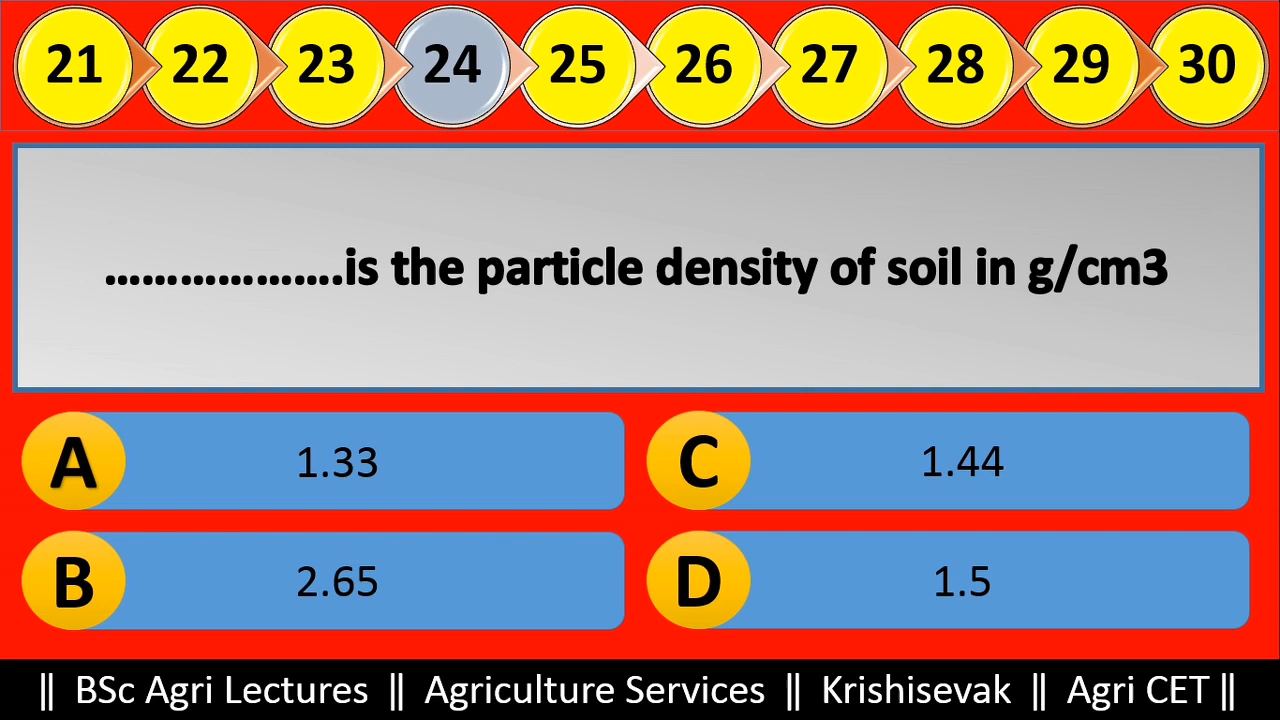 21 22 23 24 25 26 27 28 29 30
...................is the particle density of soil in g/cm3
A 1.33
C 1.44
B 2.65
D 1.5
|| BSc Agri Lectures || Agriculture Services || Krishisevak || Agri CET ||